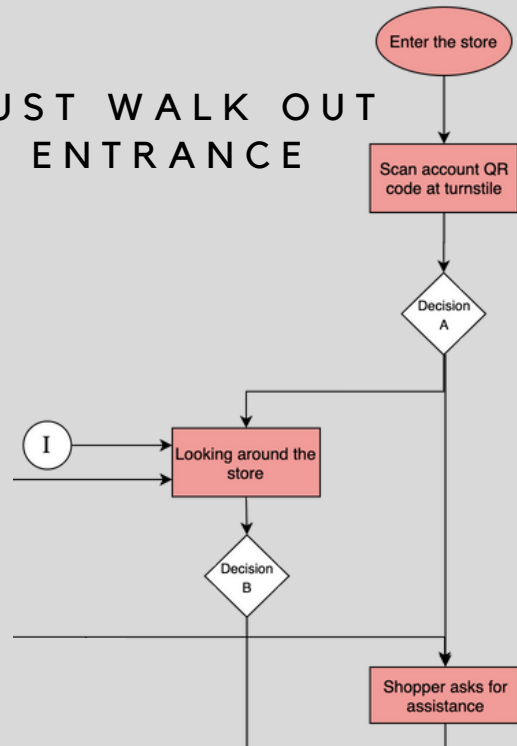 UST WALK OUT
ENTRANCE
Enter the store
Scan account QR
code at turnstile
Decision
A
I
Looking around the
store
Decision
B
Shopper asks for
assistance